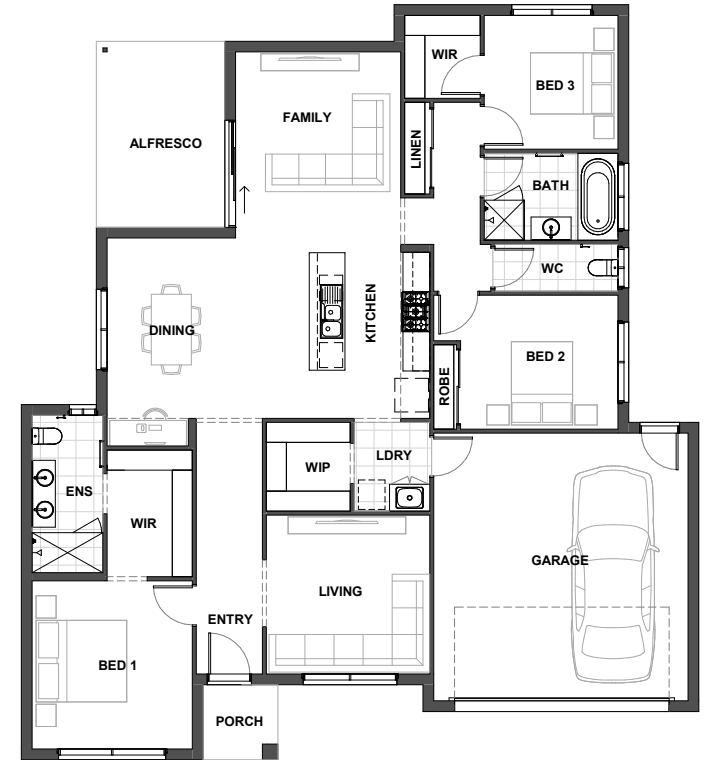 WIR
BED 3
FAMILY
ALFRESCO
LINEN
BATH
WC
KITCHEN
DINING
BED 2
ROBE
LDRY
WIP
ENS
WIR
GARAGE
LIVING
ENTRY
BED 1
PORCH